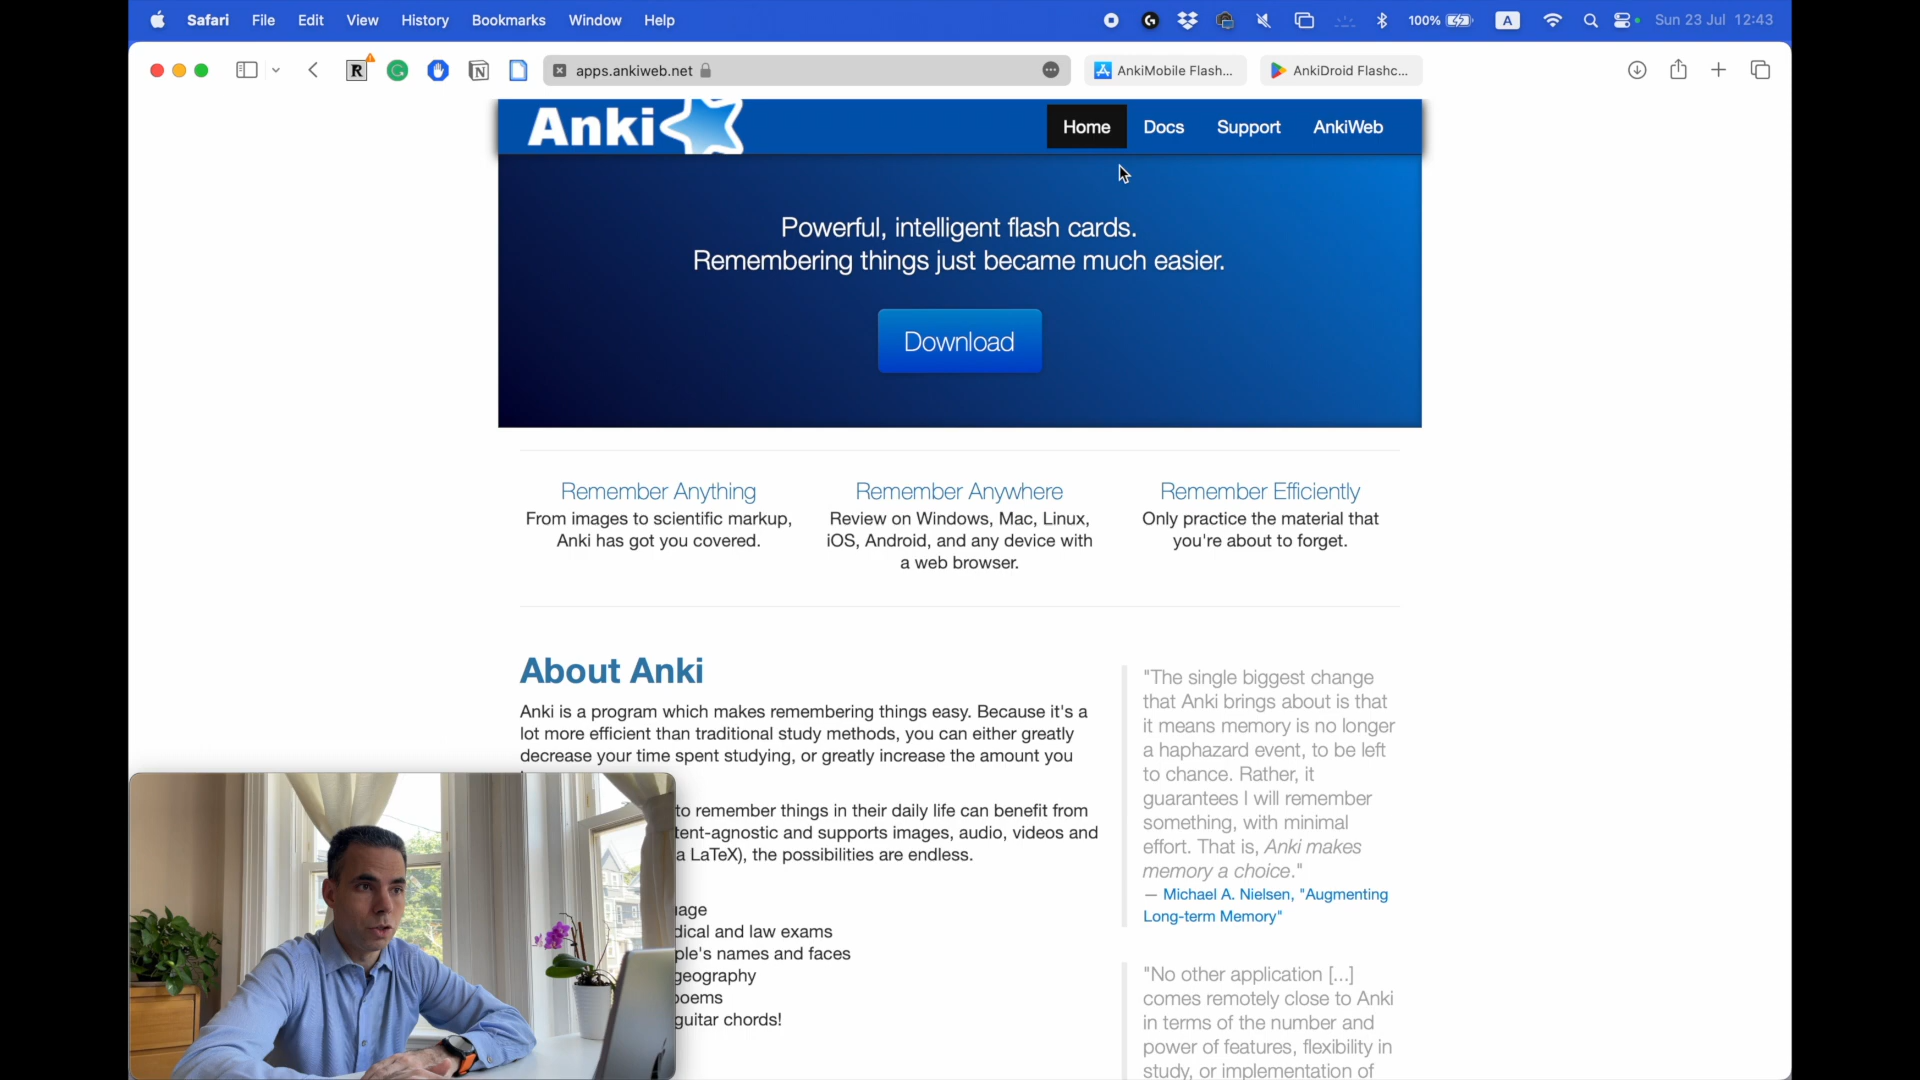 Safari File Edit View History Bookmarks Window Help
100% A Sun 23 Jul 12:43
R apps.ankiweb.net AnkiMobile Flash... AnkiDroid Flashc...
Anki
Home Docs Support AnkiWeb
Powerful, intelligent flash cards.
Remembering things just became much easier.
Download
Remember Anything
From images to scientific markup,
Anki has got you covered.
Remember Anywhere
Review on Windows, Mac, Linux,
iOS, Android, and any device with
a web browser.
Remember Efficiently
Only practice the material that
you're about to forget.
About Anki
Anki is a program which makes remembering things easy. Because it's a
lot more efficient than traditional study methods, you can either greatly
decrease your time spent studying, or greatly increase the amount you
to remember things in their daily life can benefit from
tent-agnostic and supports images, audio, videos and
a LaTeX), the possibilities are endless.
uage
dical and law exams
ple's names and faces
geography
poems
guitar chords!
"The single biggest change
that Anki brings about is that
it means memory is no longer
a haphazard event, to be left
to chance. Rather, it
guarantees I will remember
something, with minimal
effort. That is, Anki makes
memory a choice."
— Michael A. Nielsen, "Augmenting
Long-term Memory"
"No other application [...]
comes remotely close to Anki
in terms of the number and
power of features, flexibility in
study, or implementation of